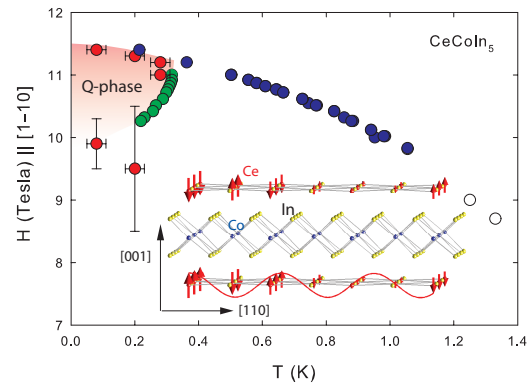 12
11
10
9
8
7
H (Tesla) || [1-10]
CeCoIn5
Q-phase
Ce
In
Co
[001]
[110]
0.0 0.2 0.4 0.6 0.8 1.0 1.2 1.4
T (K)